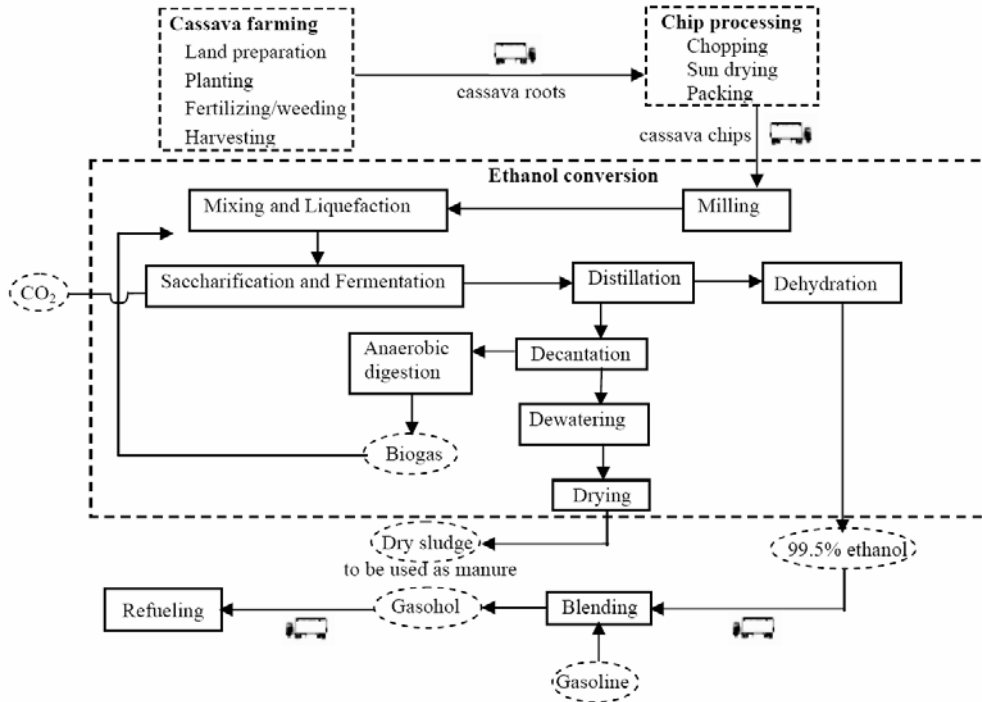 Cassava farming
Land preparation
Planting
Fertilizing/weeding
Harvesting
cassava roots
Chip processing
Chopping
Sun drying
Packing
cassava chips
Ethanol conversion
Mixing and Liquefaction
Milling
CO₂
Saccharification and Fermentation
Distillation
Dehydration
Anaerobic
digestion
Decantation
Dewatering
Biogas
Drying
Dry sludge
to be used as manure
99.5% ethanol
Refueling
Gasohol
Blending
Gasoline